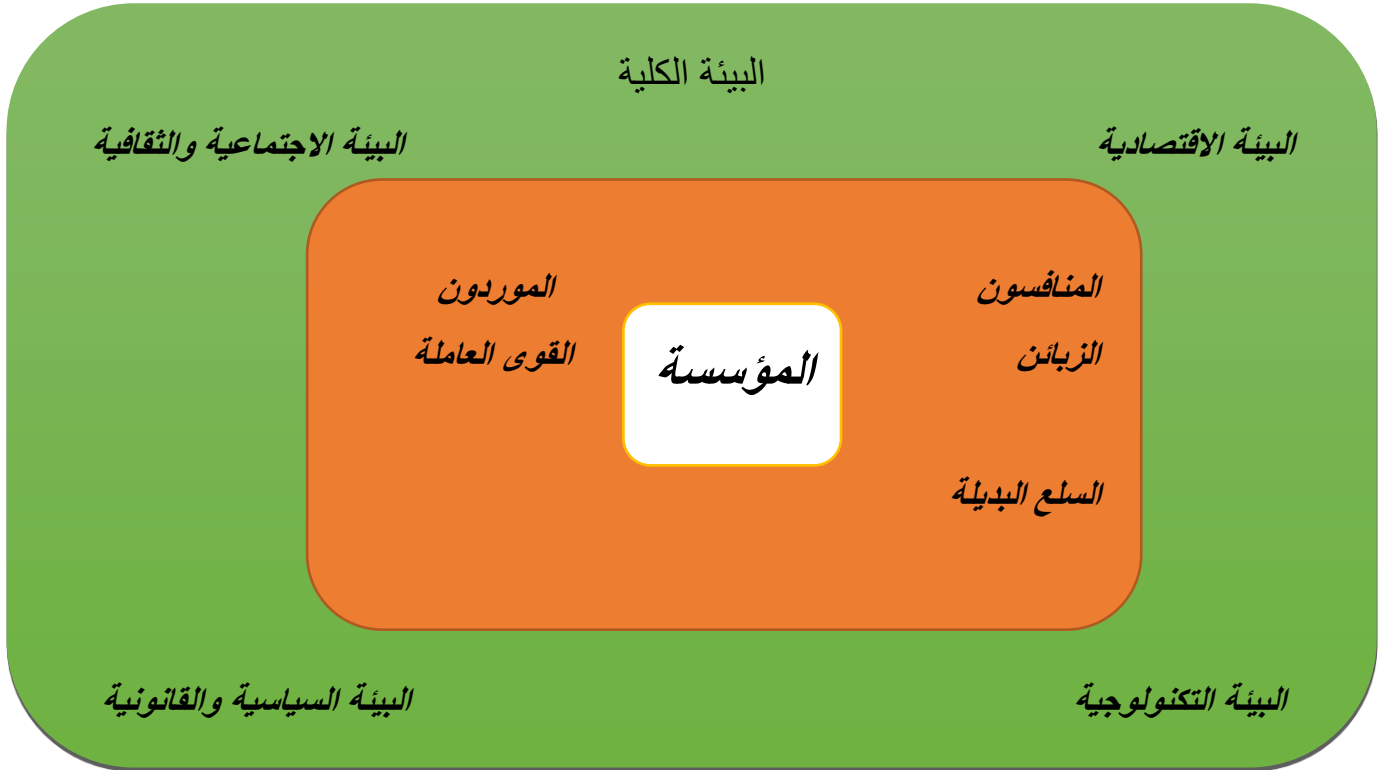 البيئة الكلية
البيئة الاقتصادية
البيئة الاجتماعية والثقافية
المنافسون
الموردون
الزبائن
القوى العاملة
المؤسسة
السلع البديلة
البيئة التكنولوجية
البيئة السياسية والقانونية